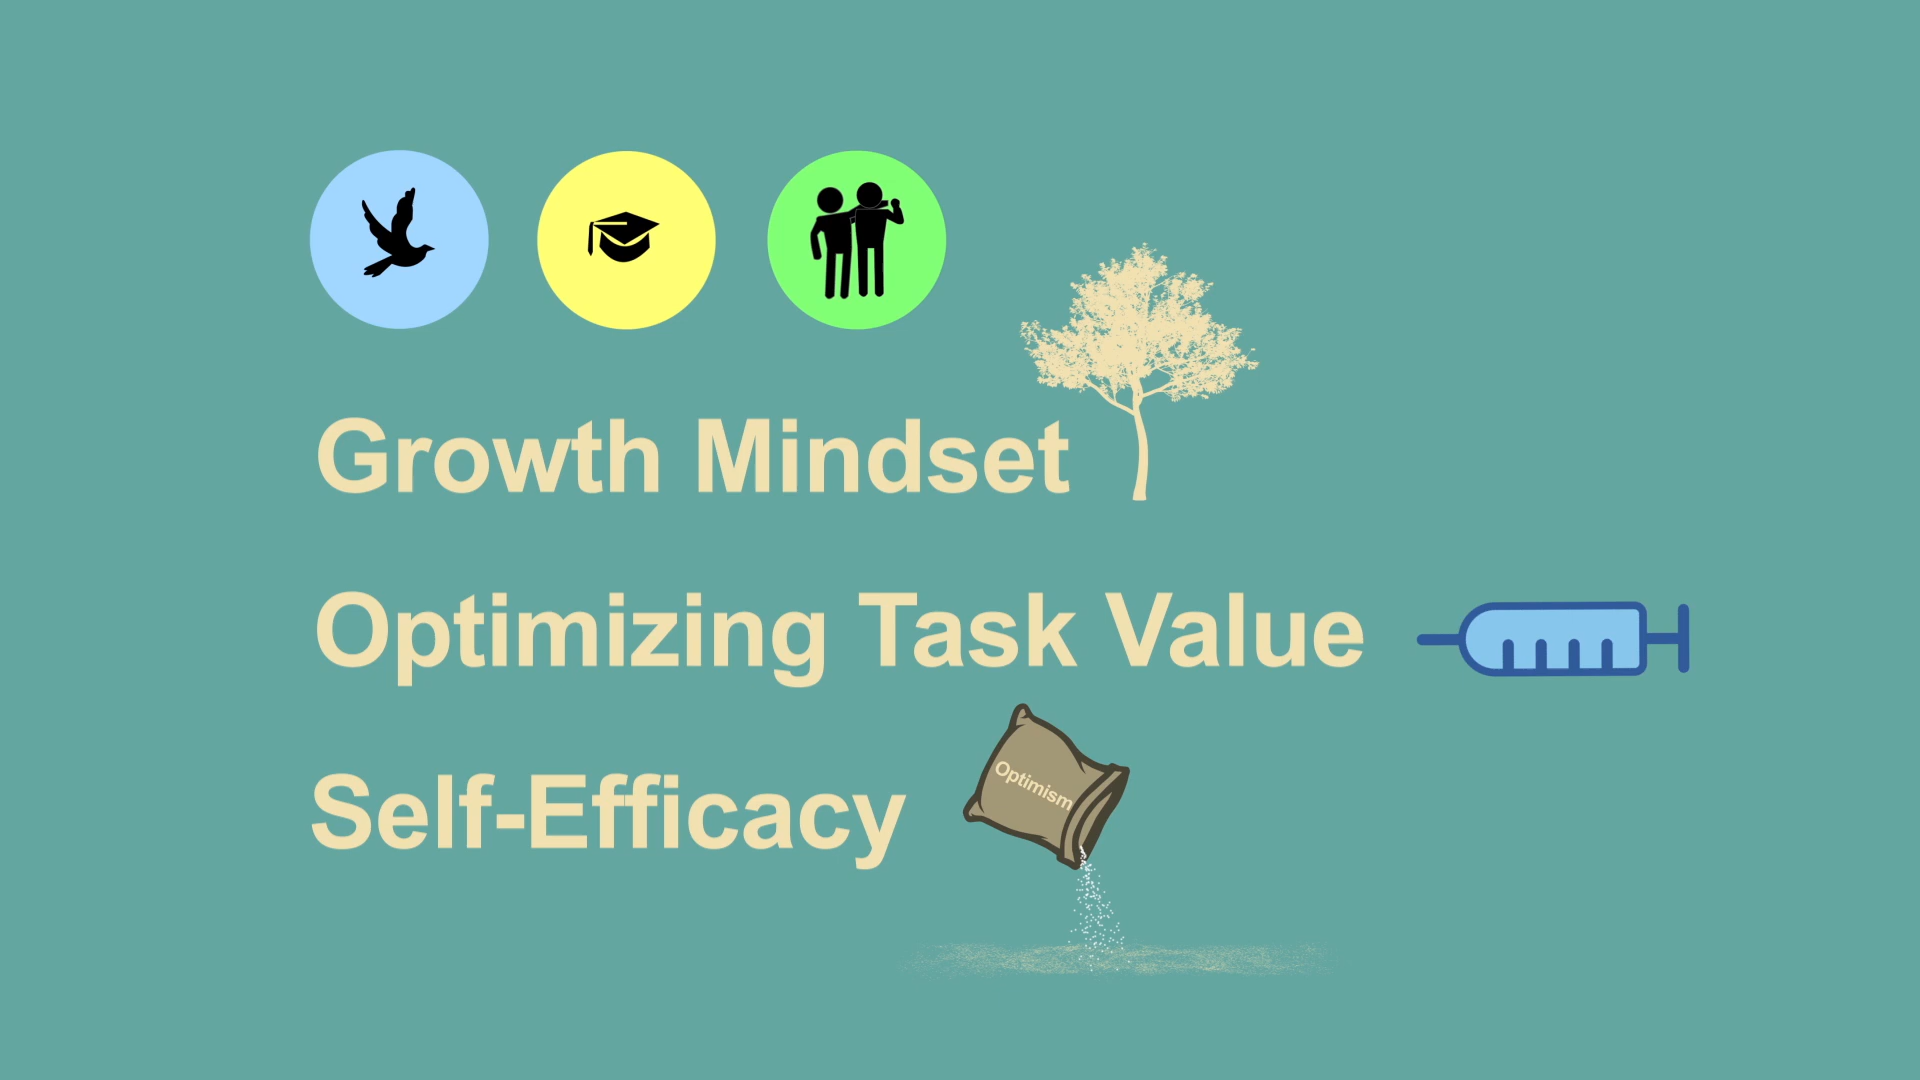 Growth Mindset
Optimizing Task Value
Self-Efficacy
Optimism